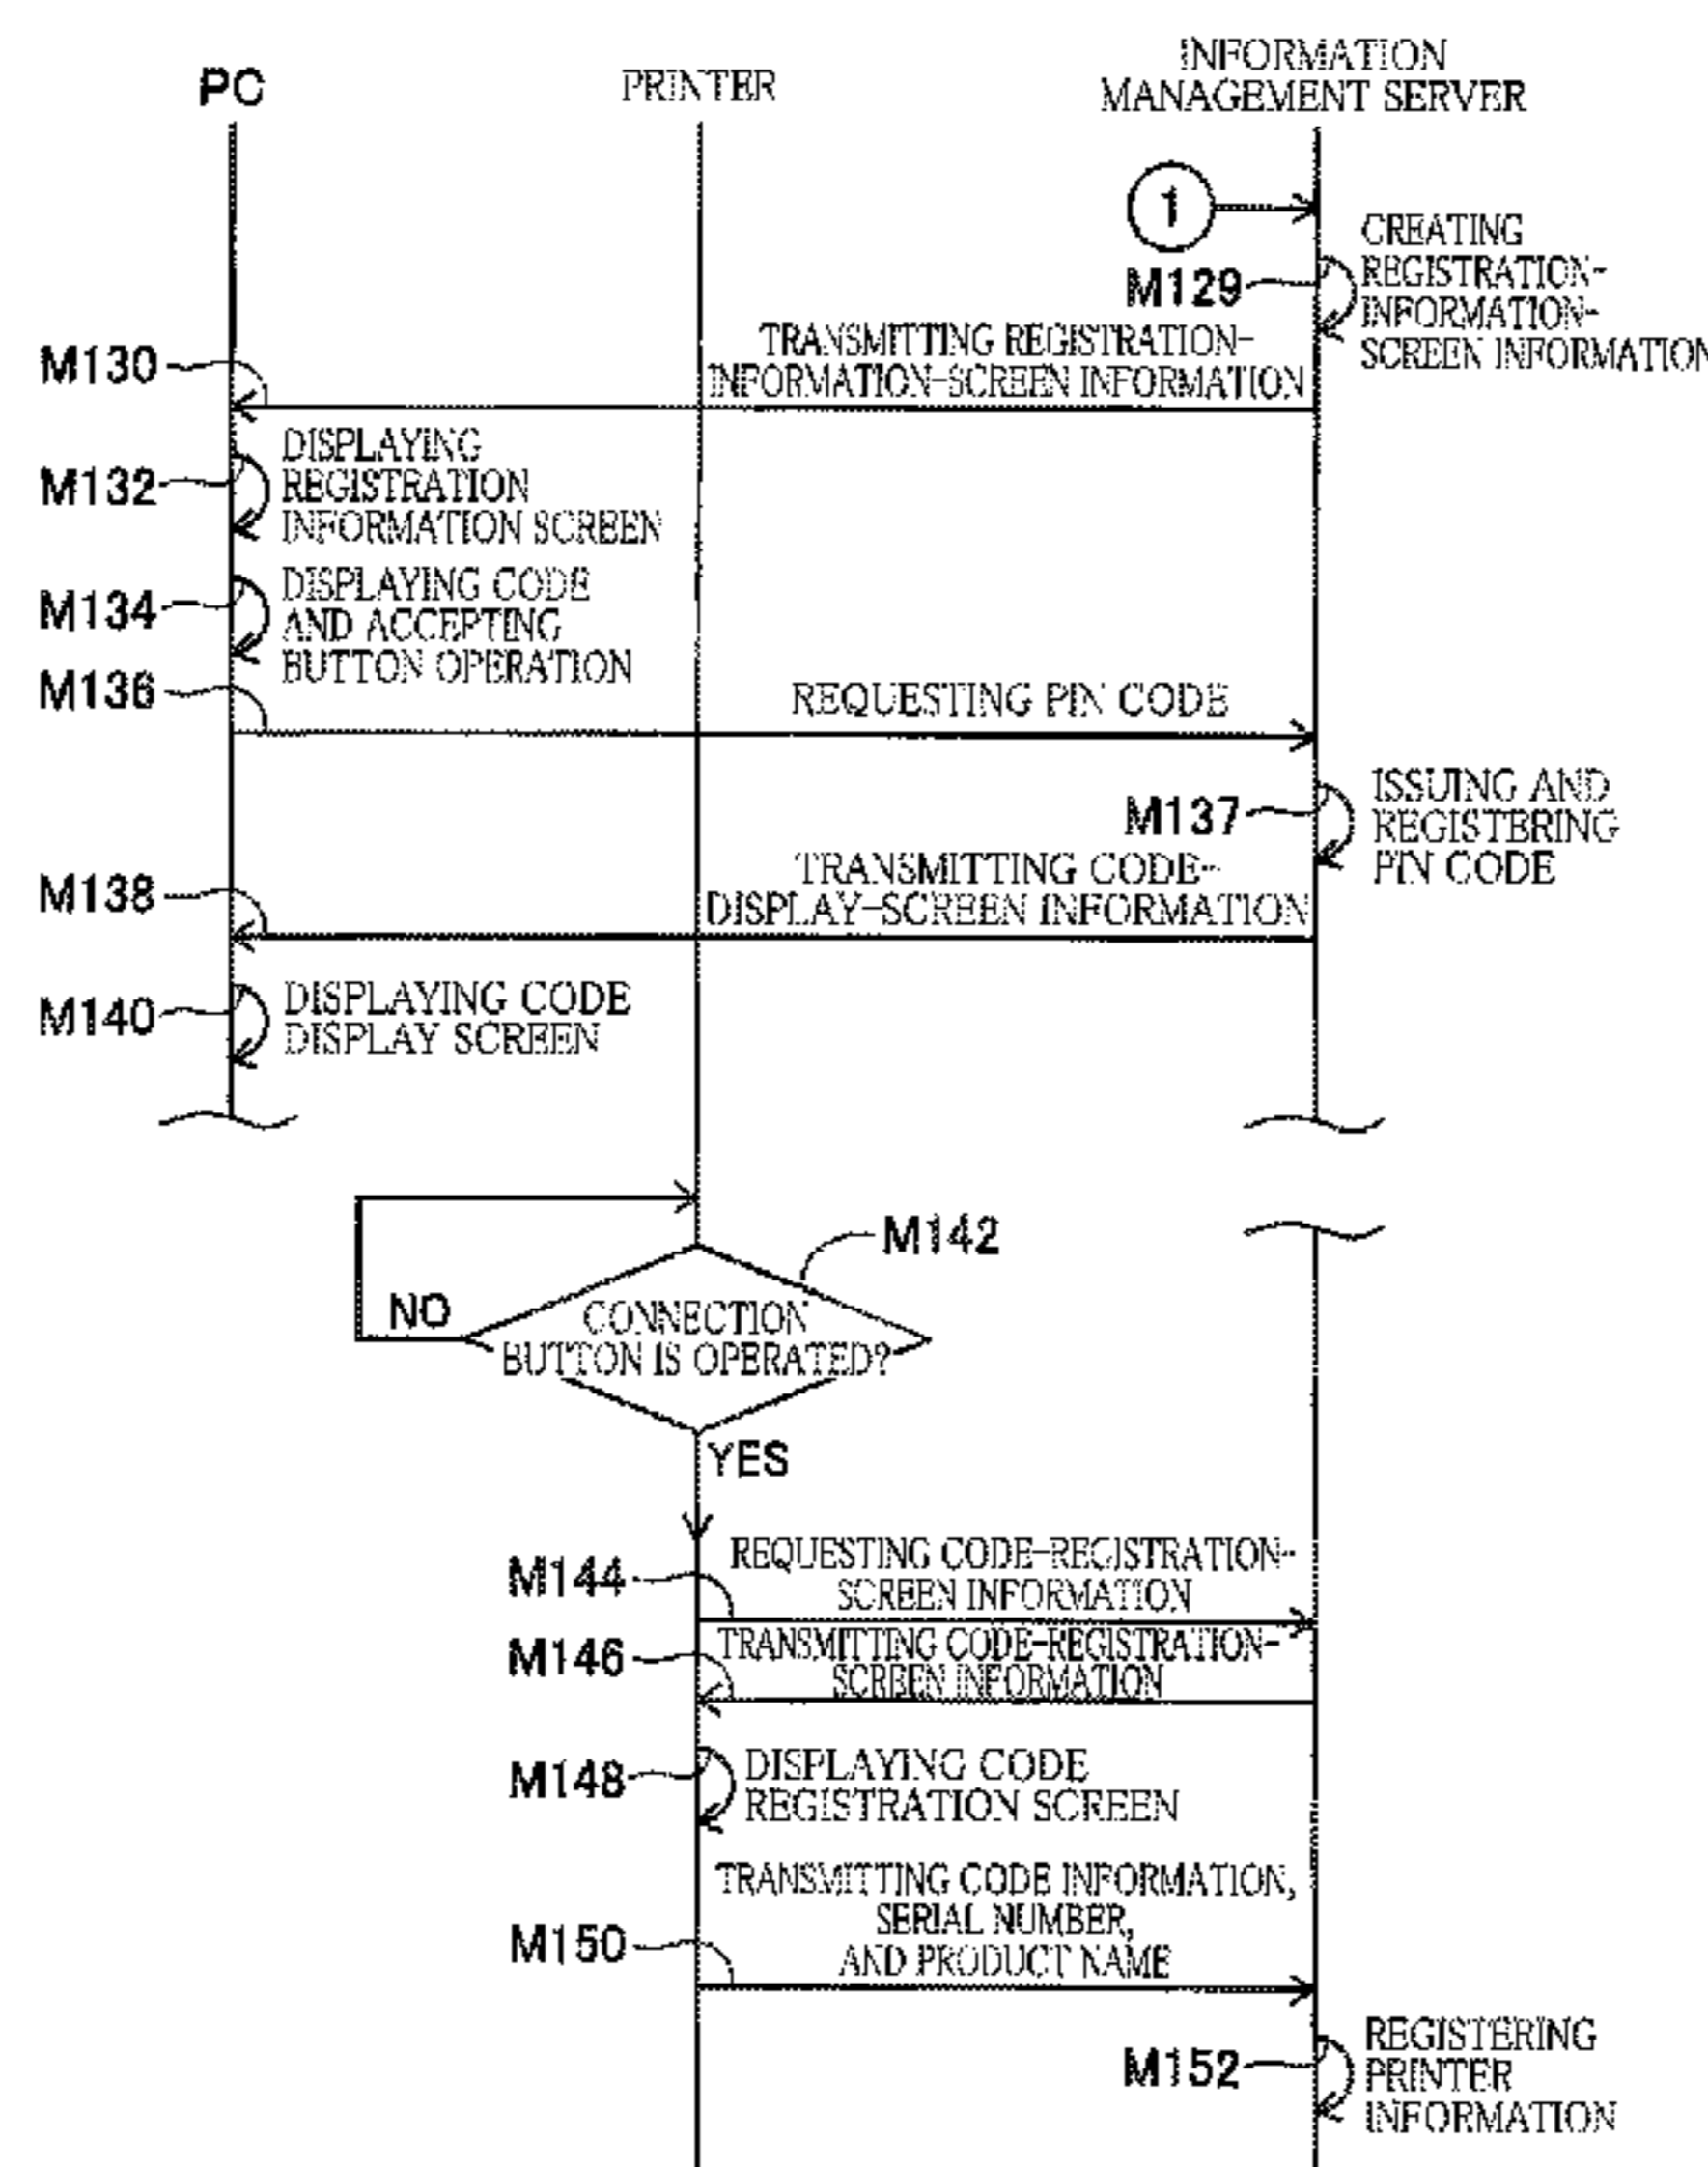 PC
PRINTER
INFORMATION
MANAGEMENT SERVER
1
CREATING
REGISTRATION-
INFORMATION-
SCREEN INFORMATION
M129
TRANSMITTING REGISTRATION-
INFORMATION-SCREEN INFORMATION
M130
DISPLAYING
REGISTRATION
INFORMATION SCREEN
M132
DISPLAYING CODE
AND ACCEPTING
BUTTON OPERATION
M134
M136
REQUESTING PIN CODE
ISSUING AND
REGISTERING
PIN CODE
M137
TRANSMITTING CODE-
DISPLAY-SCREEN INFORMATION
M138
DISPLAYING CODE
DISPLAY SCREEN
M140
M142
NO
CONNECTION
BUTTON IS OPERATED?
YES
REQUESTING CODE-REGISTRATION-
SCREEN INFORMATION
M144
TRANSMITTING CODE-REGISTRATION-
SCREEN INFORMATION
M146
DISPLAYING CODE
REGISTRATION SCREEN
M148
TRANSMITTING CODE INFORMATION,
SERIAL NUMBER,
AND PRODUCT NAME
M150
REGISTERING
PRINTER
INFORMATION
M152